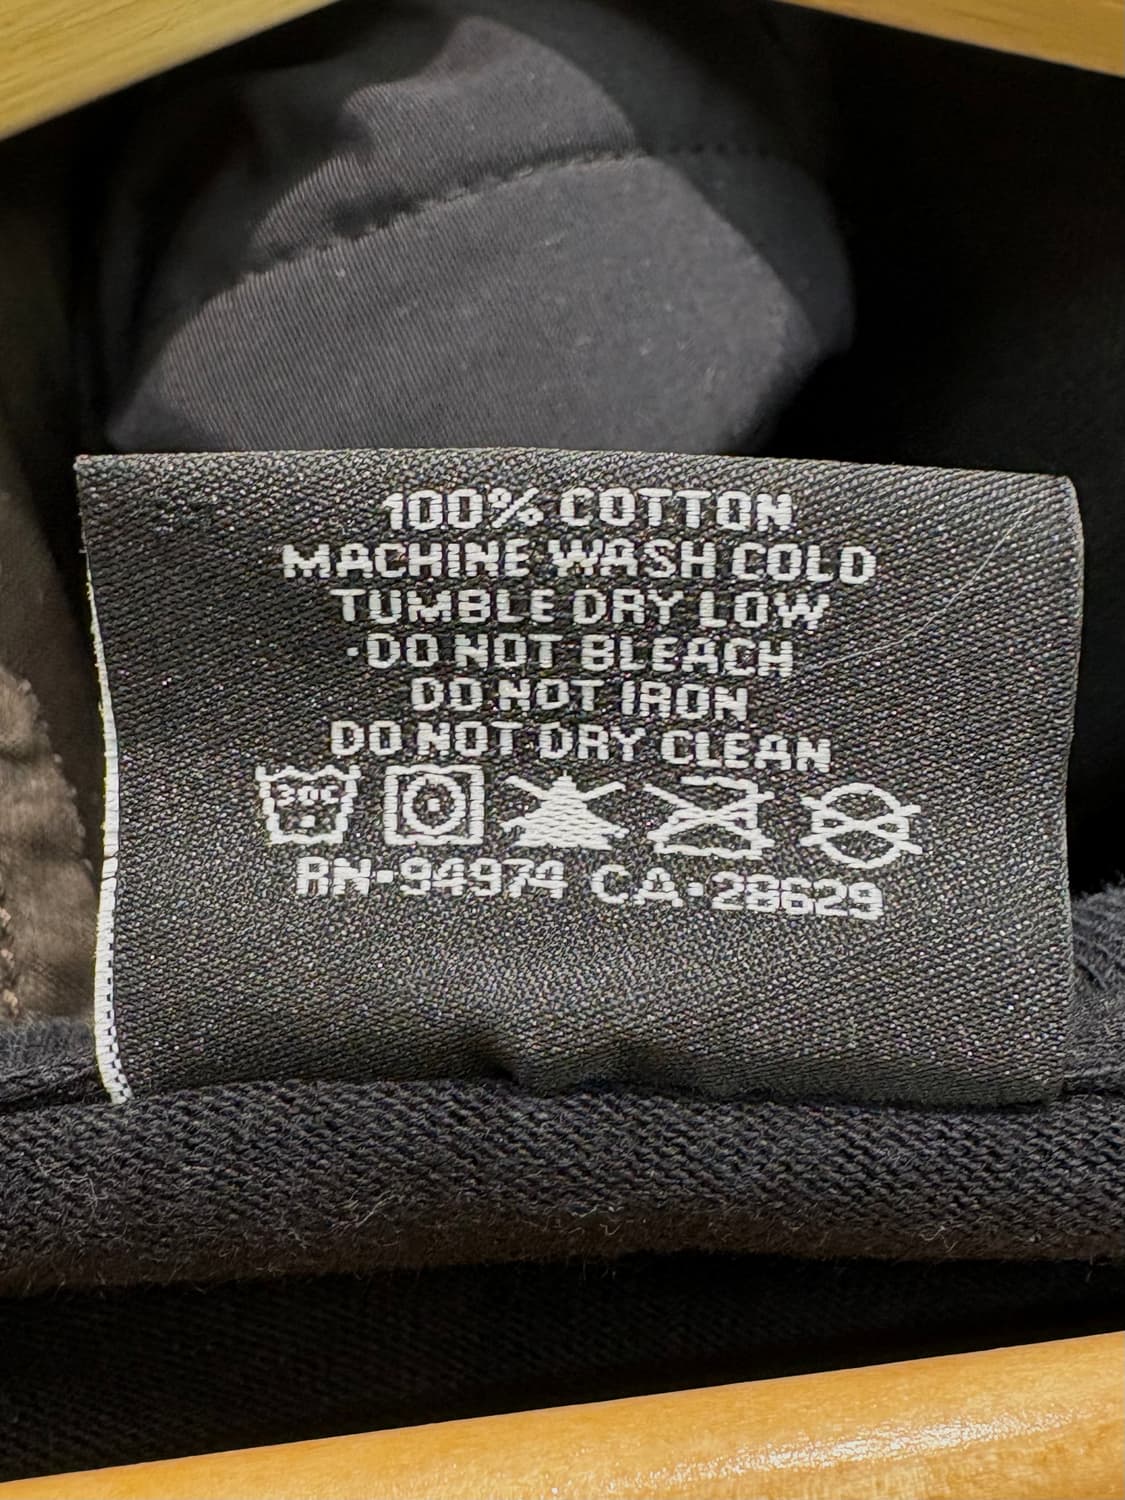 100% COTTON
MACHINE WASH COLD
TUMBLE DRY LOW
DO NOT BLEACH
DO NOT IRON
DO NOT DRY CLEAN
30C
RN-94974 CA-28629